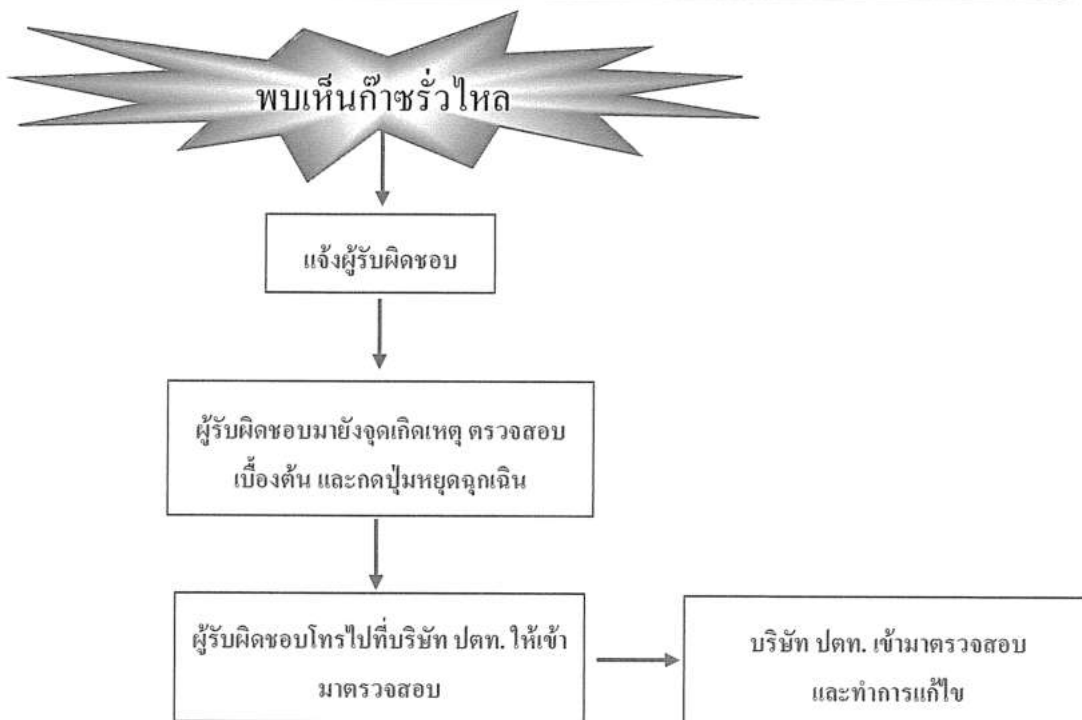 พบเห็นก๊าซรั่วไหล
แจ้งผู้รับผิดชอบ
ผู้รับผิดชอบมายังจุดเกิดเหตุ ตรวจสอบ
เบื้องต้น และกดปุ่มหยุดฉุกเฉิน
ผู้รับผิดชอบโทรไปที่บริษัท ปตท. ให้เข้า
มาตรวจสอบ
บริษัท ปตท. เข้ามาตรวจสอบ
และทำการแก้ไข